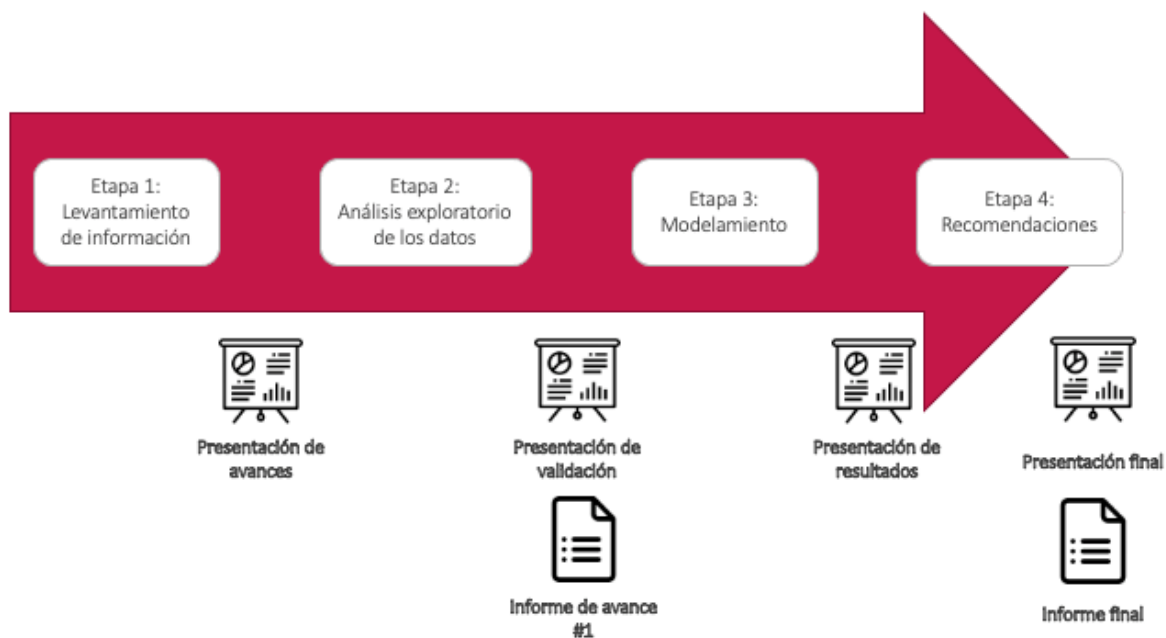 Etapa 1:
Levantamiento
de información
Etapa 2:
Análisis exploratorio
de los datos
Etapa 3:
Modelamiento
Etapa 4:
Recomendaciones
Presentación de
avances
Presentación de
validación
Presentación de
resultados
Presentación final
Informe de avance
#1
Informe final